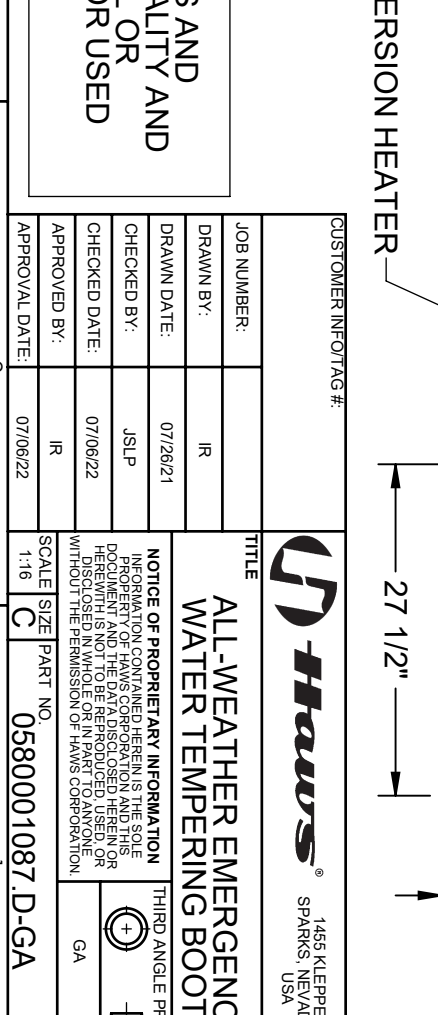 ERSION HEATER
27 1/2"
S AND
ALITY AND
OR
OR USED
CUSTOMER INFO/TAG #:
JOB NUMBER:
DRAWN BY: IR
DRAWN DATE: 07/26/21
CHECKED BY: JSLP
CHECKED DATE: 07/06/22
APPROVED BY: IR
APPROVAL DATE: 07/06/22
Haws®
1455 KLEPPE
SPARKS, NEVAD
USA
TITLE
ALL-WEATHER EMERGENC
WATER TEMPERING BOOT
NOTICE OF PROPRIETARY INFORMATION
INFORMATION CONTAINED HEREIN IS THE SOLE
PROPERTY OF HAWS CORPORATION AND THIS
DOCUMENT AND THE DATA DISCLOSED HEREIN OR
HEREWITH IS NOT TO BE REPRODUCED, USED, OR
DISCLOSED IN WHOLE OR IN PART TO ANYONE
WITHOUT THE PERMISSION OF HAWS CORPORATION.
THIRD ANGLE PR
GA
SCALE
1:16
SIZE
C
PART NO.
0580001087.D-GA